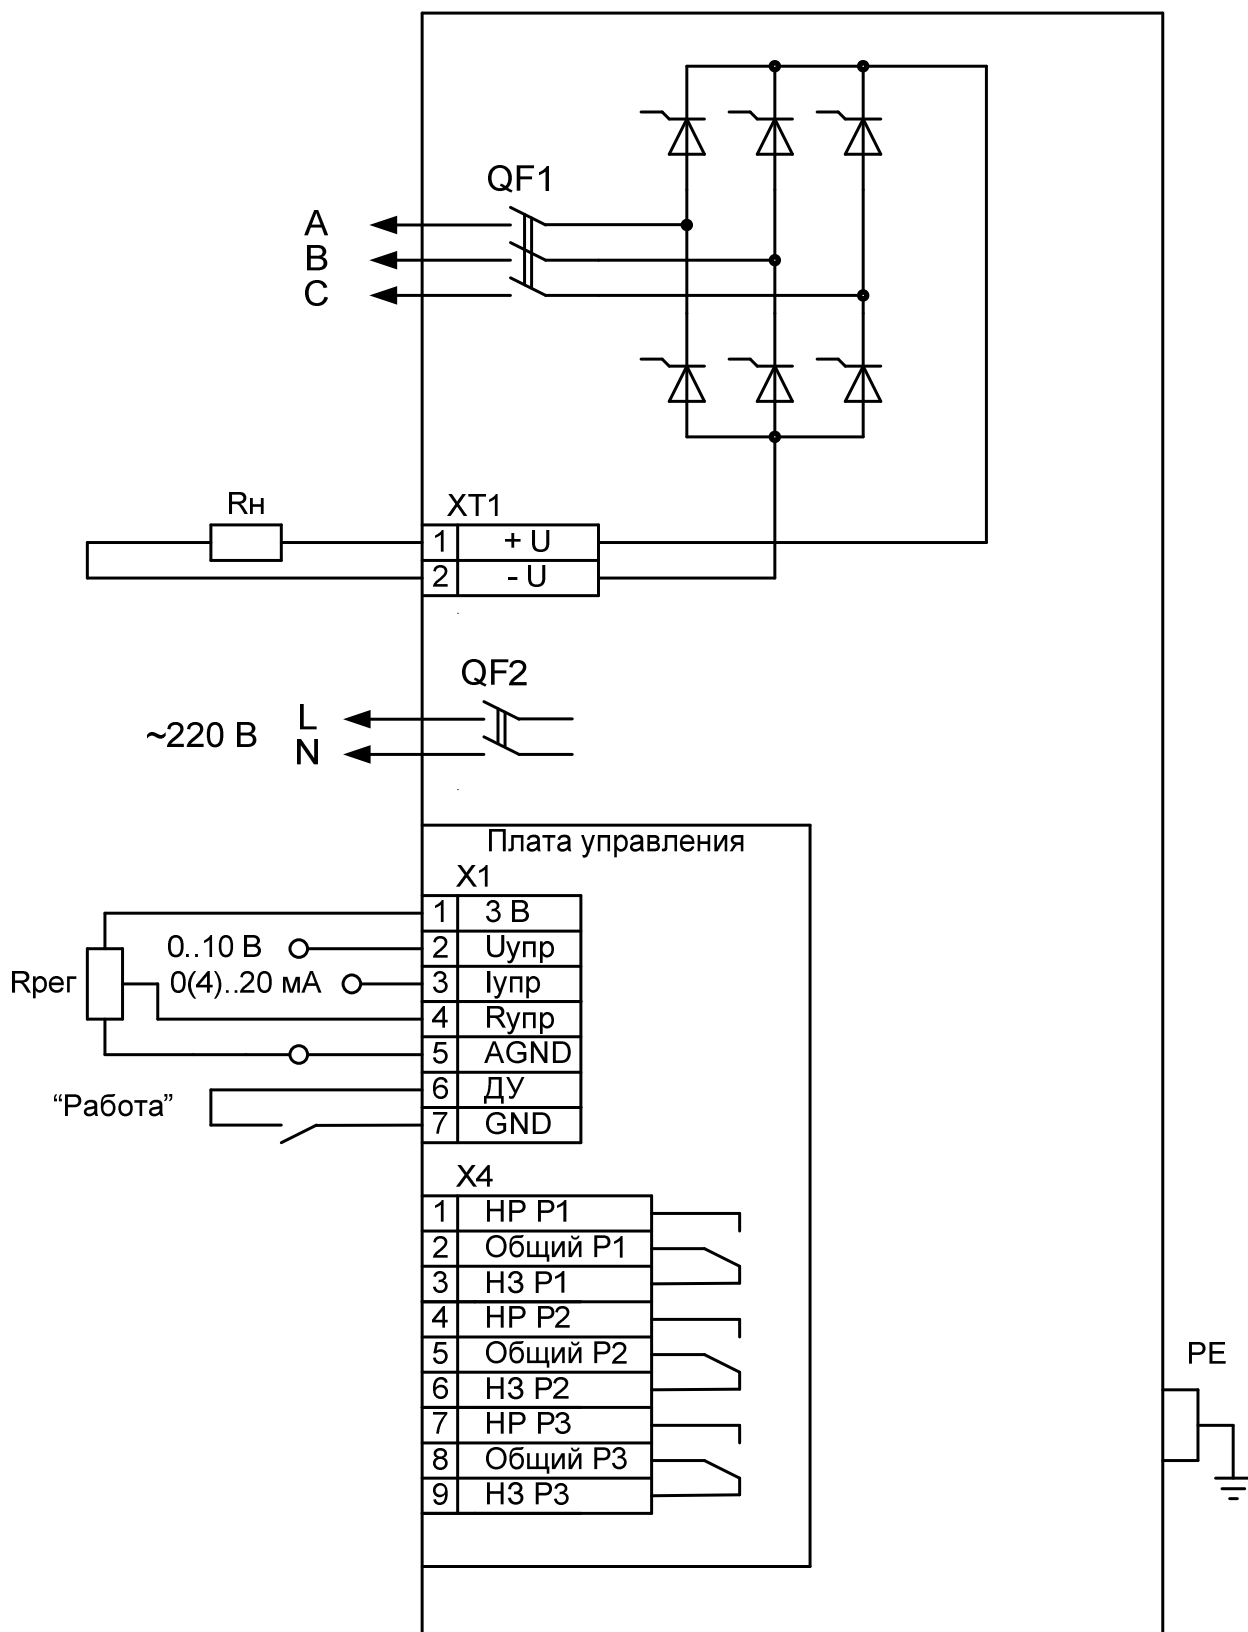 QF1
A
B
C
Rн
XT1
1 + U
2 - U
QF2
~220 В
L
N
Плата управления
X1
1 3 В
0..10 В 2 Uупр
Rрег 0(4)..20 мА 3 Iупр
4 Rупр
5 AGND
“Работа” 6 ДУ
7 GND
X4
1 НР Р1
2 Общий Р1
3 НЗ Р1
4 НР Р2
5 Общий Р2
6 НЗ Р2
7 НР Р3
8 Общий Р3
9 НЗ Р3
PE